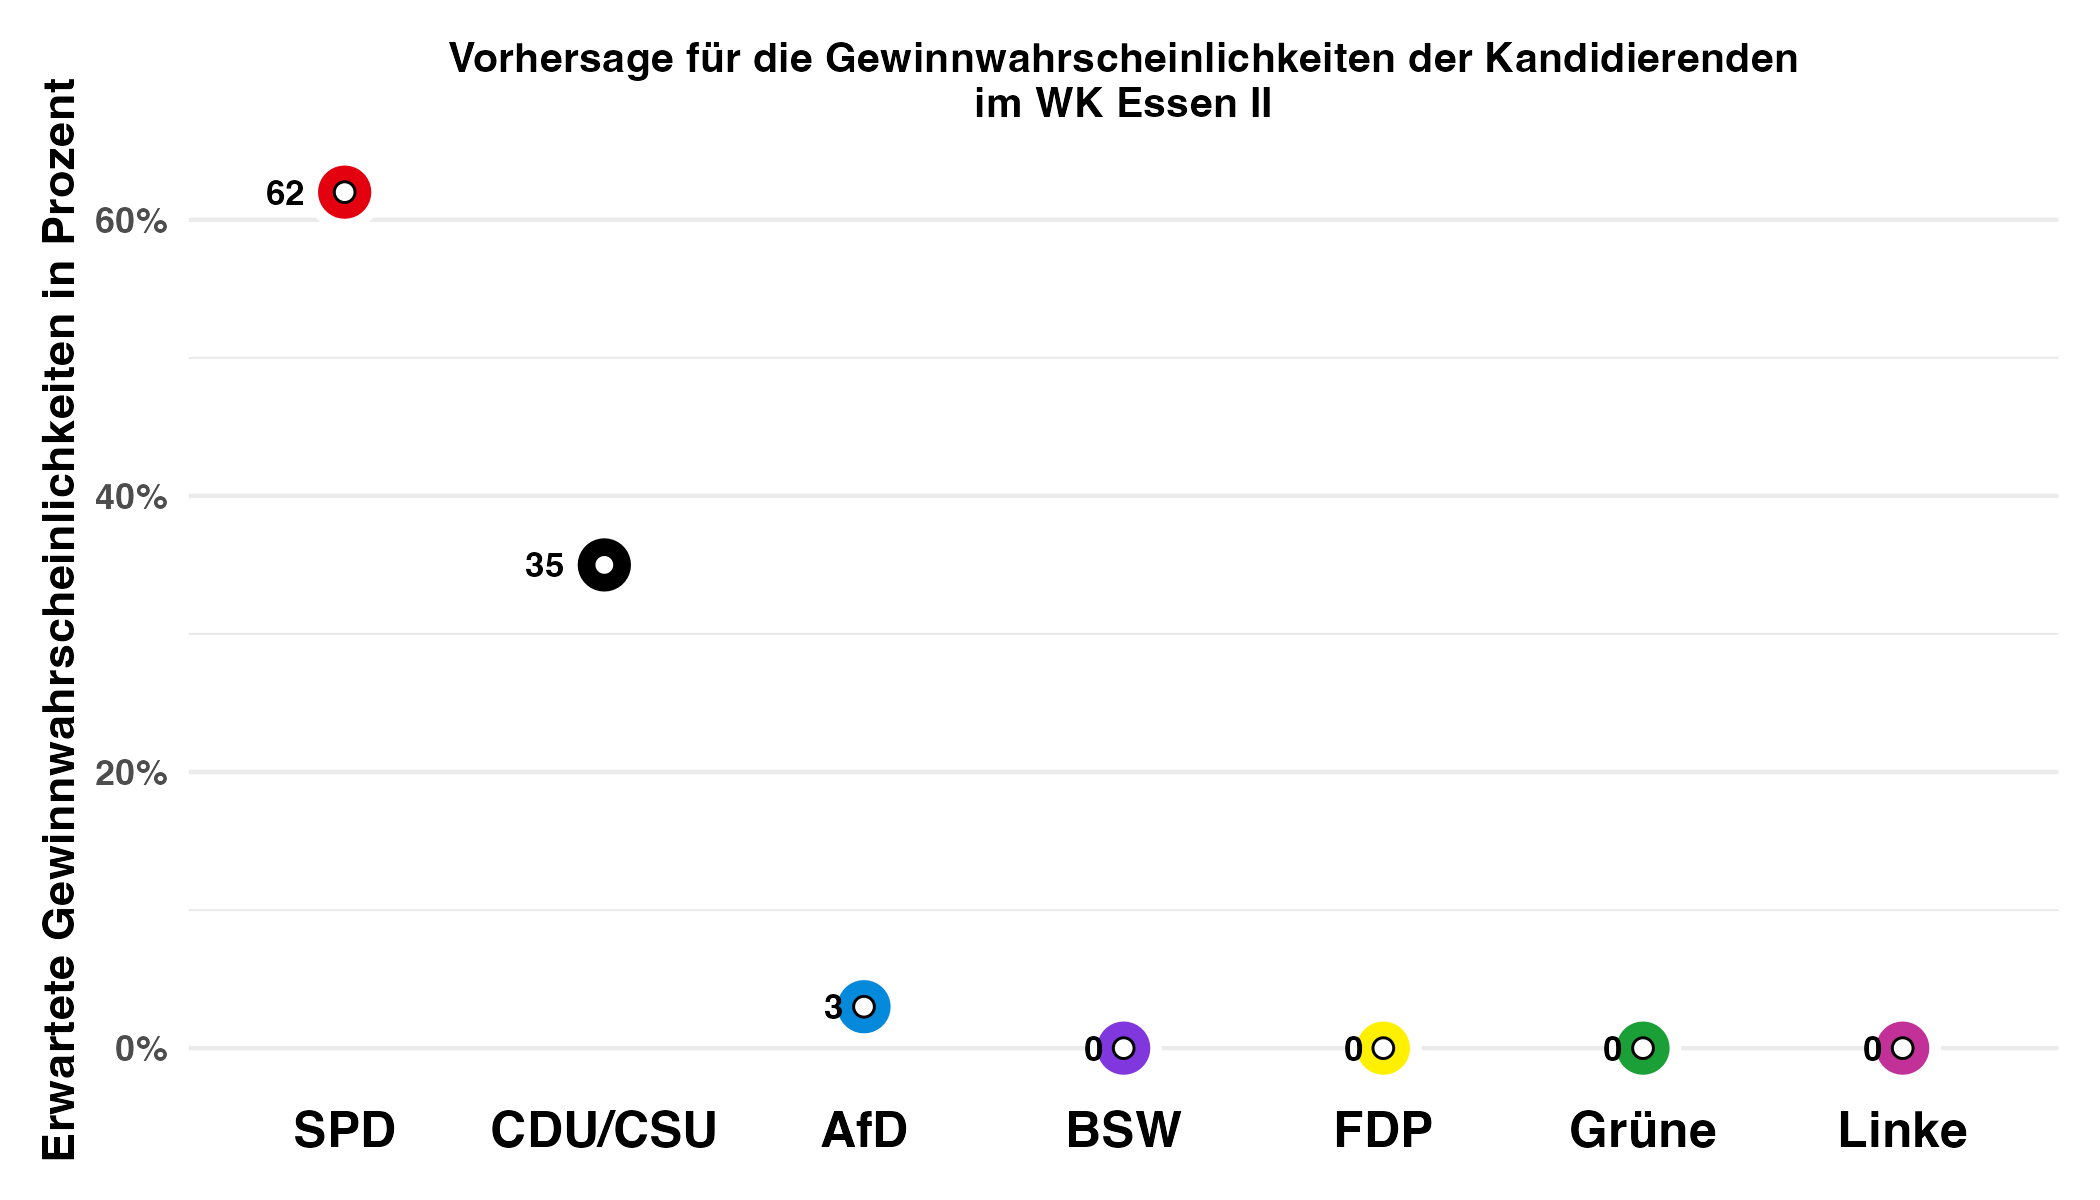 Vorhersage für die Gewinnwahrscheinlichkeiten der Kandidierenden
im WK Essen II
Erwartete Gewinnwahrscheinlichkeiten in Prozent
60%
40%
20%
0%
62
35
3
0
0
0
0
SPD
CDU/CSU
AfD
BSW
FDP
Grüne
Linke